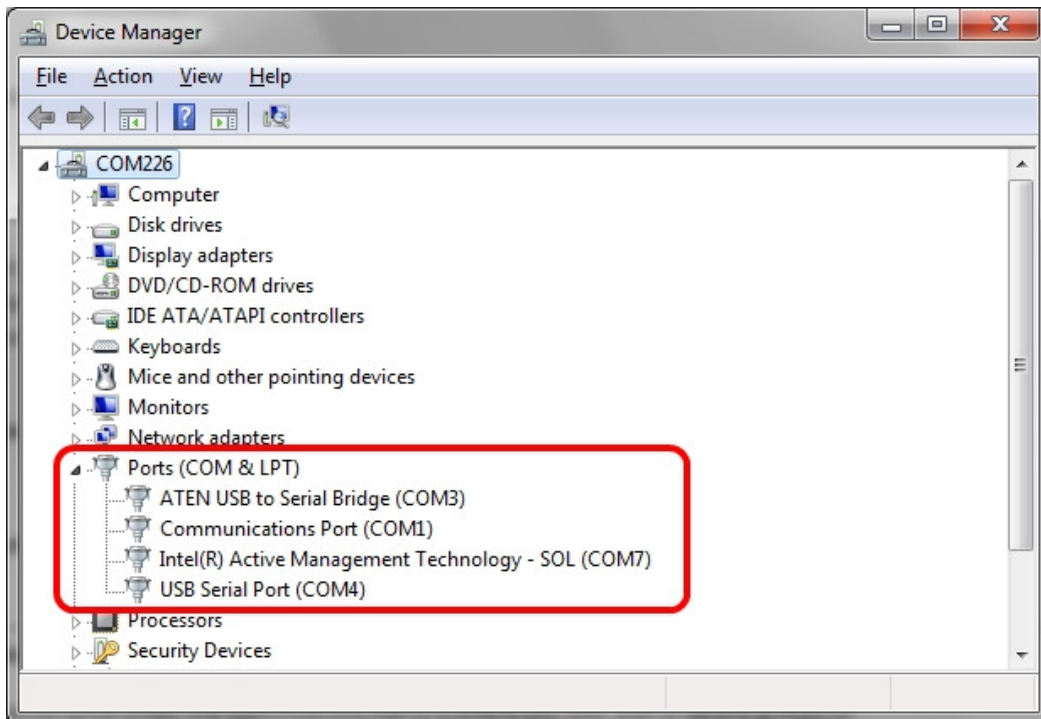 Device Manager
File Action View Help
COM226
Computer
Disk drives
Display adapters
DVD/CD-ROM drives
IDE ATA/ATAPI controllers
Keyboards
Mice and other pointing devices
Monitors
Network adapters
Ports (COM & LPT)
ATEN USB to Serial Bridge (COM3)
Communications Port (COM1)
Intel(R) Active Management Technology - SOL (COM7)
USB Serial Port (COM4)
Processors
Security Devices